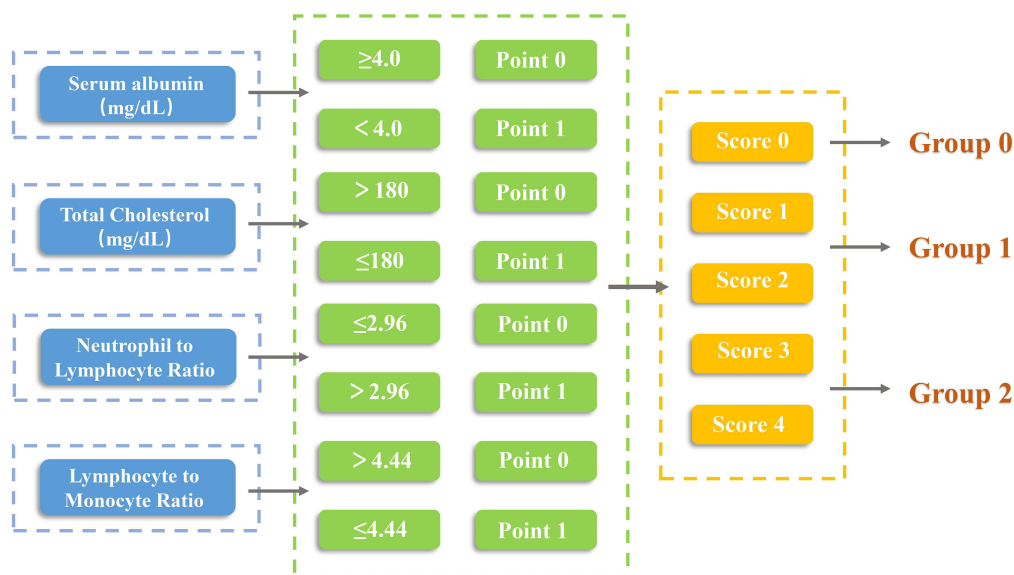 Serum albumin
(mg/dL)
≥4.0
Point 0
< 4.0
Point 1
Total Cholesterol
(mg/dL)
> 180
Point 0
≤180
Point 1
Neutrophil to
Lymphocyte Ratio
≤2.96
Point 0
> 2.96
Point 1
Lymphocyte to
Monocyte Ratio
> 4.44
Point 0
≤4.44
Point 1
Score 0
Score 1
Score 2
Score 3
Score 4
Group 0
Group 1
Group 2